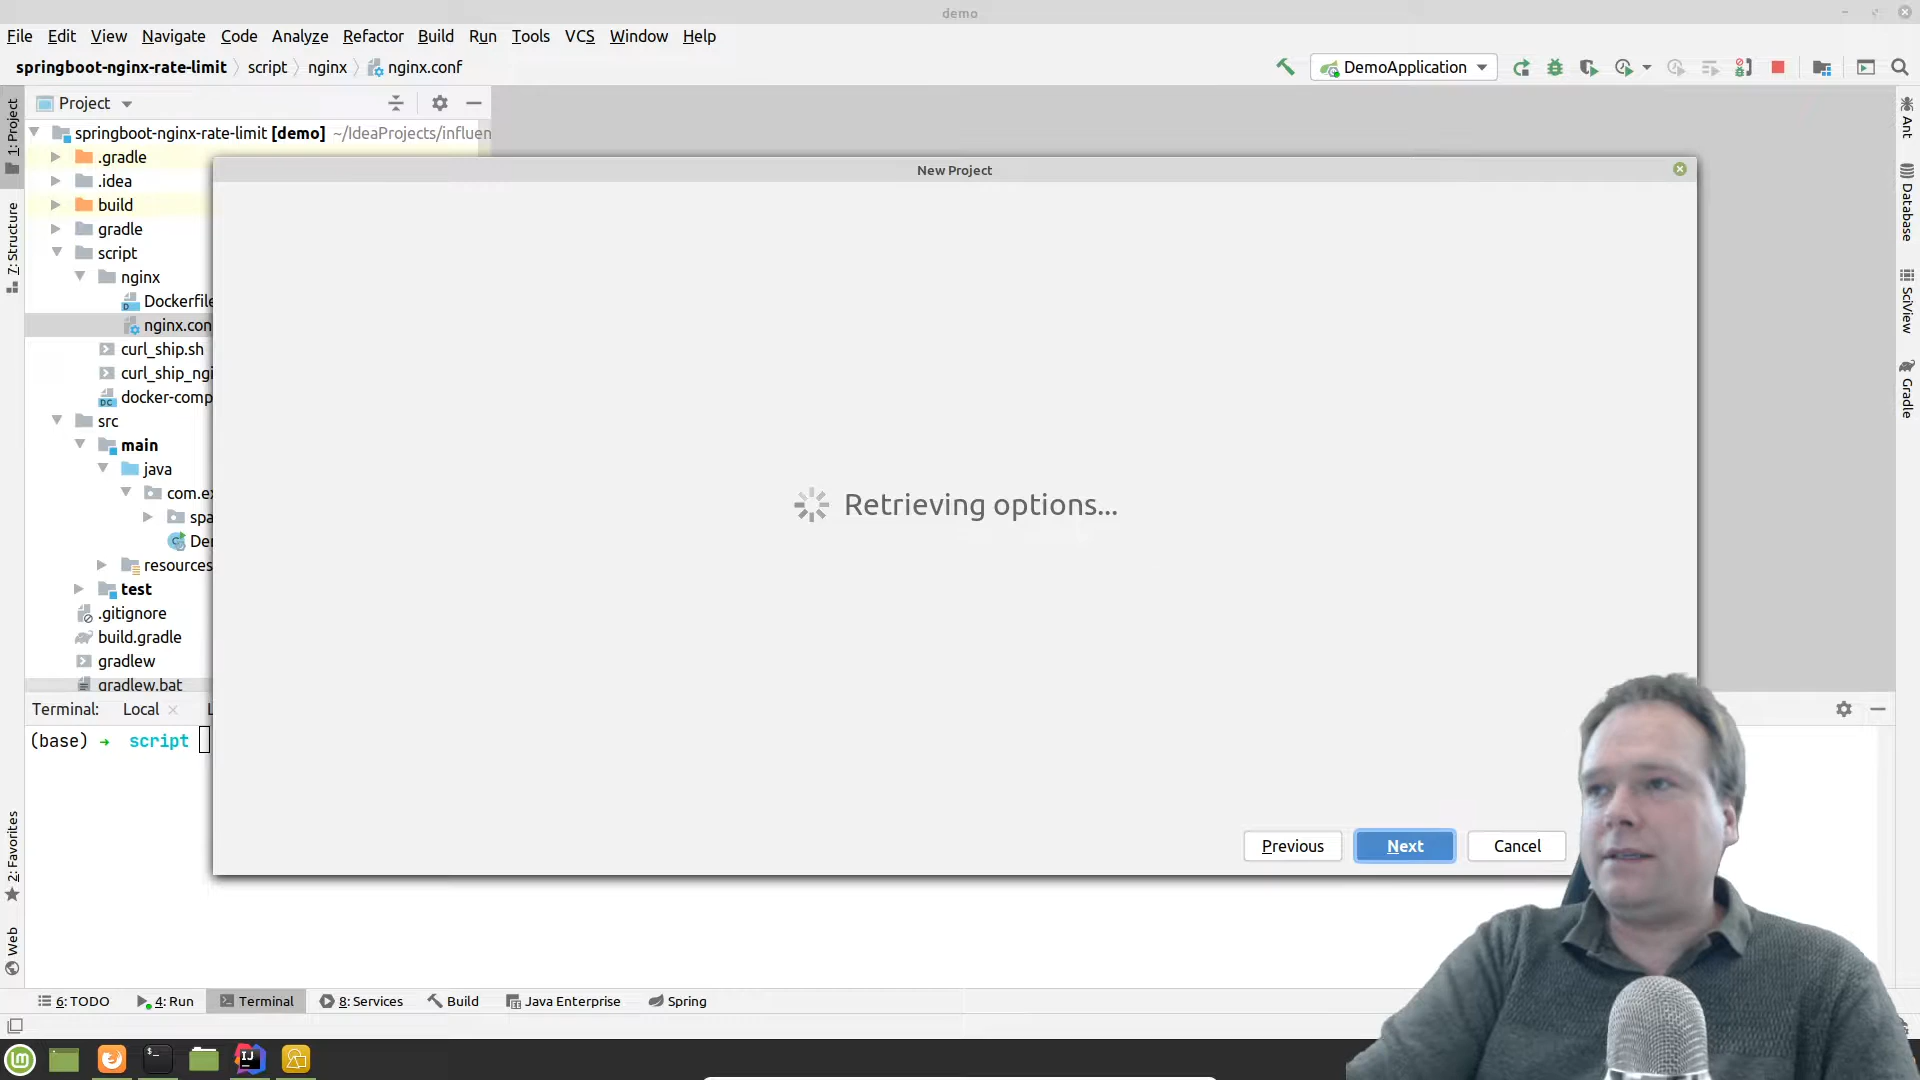 demo
File Edit View Navigate Code Analyze Refactor Build Run Tools VCS Window Help
springboot-nginx-rate-limit script nginx nginx.conf
DemoApplication
Project
springboot-nginx-rate-limit [demo] ~/IdeaProjects/influen
.gradle
.idea
build
gradle
script
nginx
Dockerfile
nginx.con
curl_ship.sh
curl_ship_ngi
docker-comp
src
main
java
com.ex
spa
De
resources
test
.gitignore
build.gradle
gradlew
gradlew.bat
1: Project
7: Structure
2: Favorites
Web
Ant
Database
SciView
Gradle
New Project
Retrieving options...
Previous Next Cancel
Terminal: Local
(base) → script
6: TODO 4: Run Terminal 8: Services Build Java Enterprise Spring